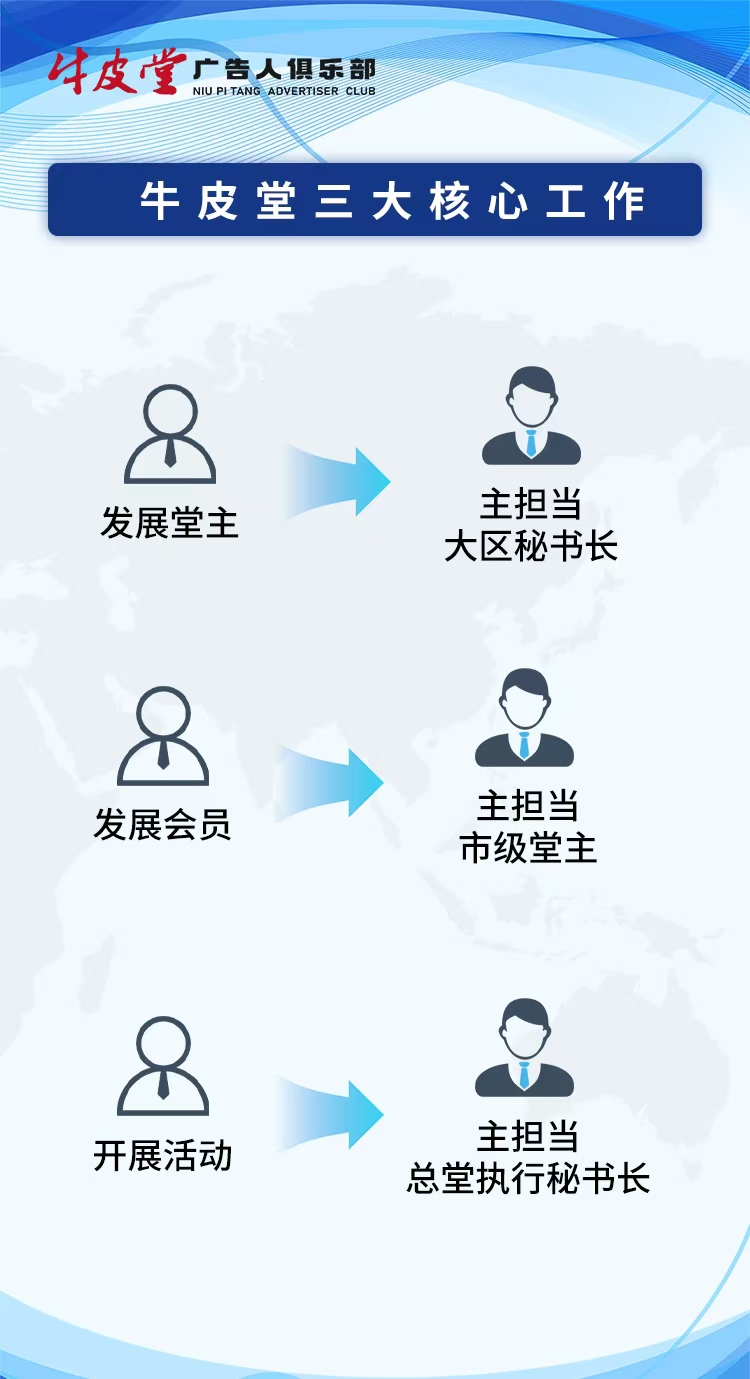 牛皮堂广告人俱乐部
NIU PI TANG ADVERTISER CLUB
牛皮堂三大核心工作
发展堂主
主担当
大区秘书长
发展会员
主担当
市级堂主
开展活动
主担当
总堂执行秘书长